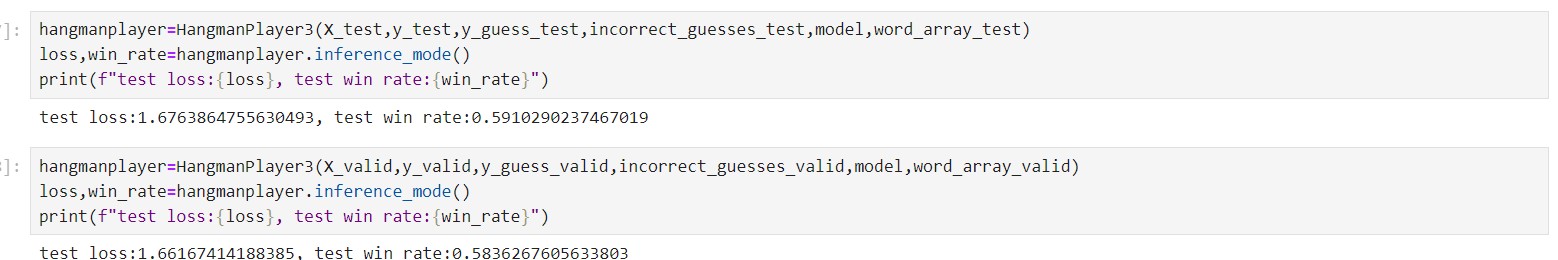 ]: hangmanplayer=HangmanPlayer3(X_test,y_test,y_guess_test,incorrect_guesses_test,model,word_array_test)
loss,win_rate=hangmanplayer.inference_mode()
print(f"test loss:{loss}, test win rate:{win_rate}")
test loss:1.6763864755630493, test win rate:0.5910290237467019
]: hangmanplayer=HangmanPlayer3(X_valid,y_valid,y_guess_valid,incorrect_guesses_valid,model,word_array_valid)
loss,win_rate=hangmanplayer.inference_mode()
print(f"test loss:{loss}, test win rate:{win_rate}")
test loss:1.66167414188385, test win rate:0.5836267605633803